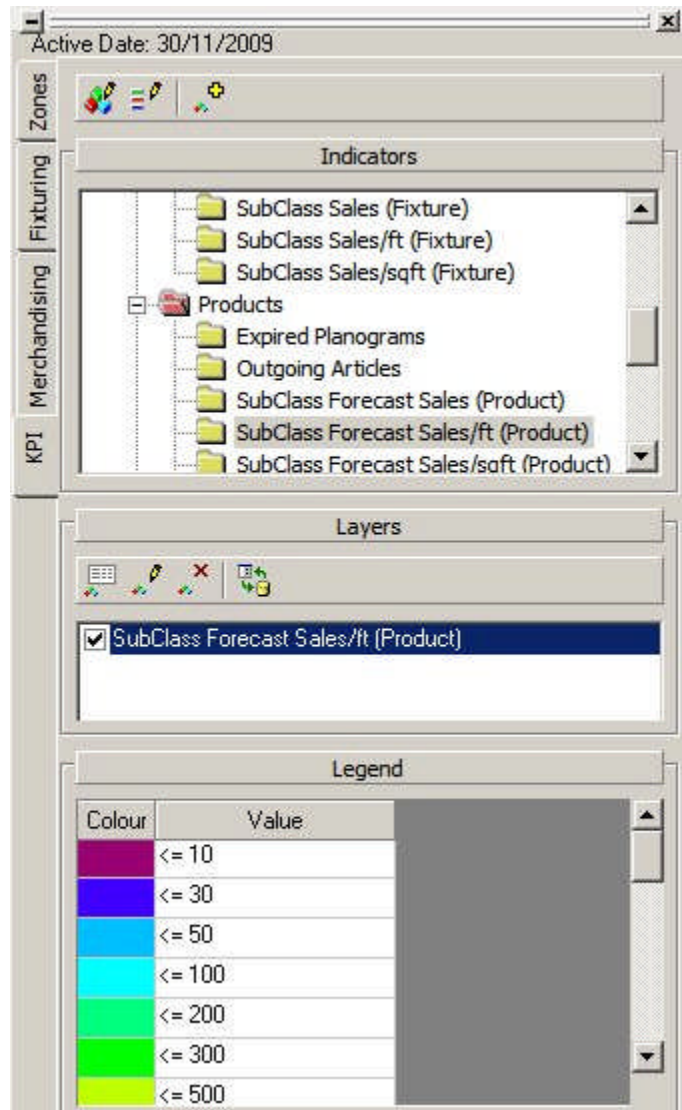 Active Date: 30/11/2009
Zones
Fixturing
Merchandising
KPI
Indicators
SubClass Sales (Fixture)
SubClass Sales/ft (Fixture)
SubClass Sales/sqft (Fixture)
Products
Expired Planograms
Outgoing Articles
SubClass Forecast Sales (Product)
SubClass Forecast Sales/ft (Product)
SubClass Forecast Sales/sqft (Product)
Layers
SubClass Forecast Sales/ft (Product)
Legend
Colour Value
<= 10
<= 30
<= 50
<= 100
<= 200
<= 300
<= 500